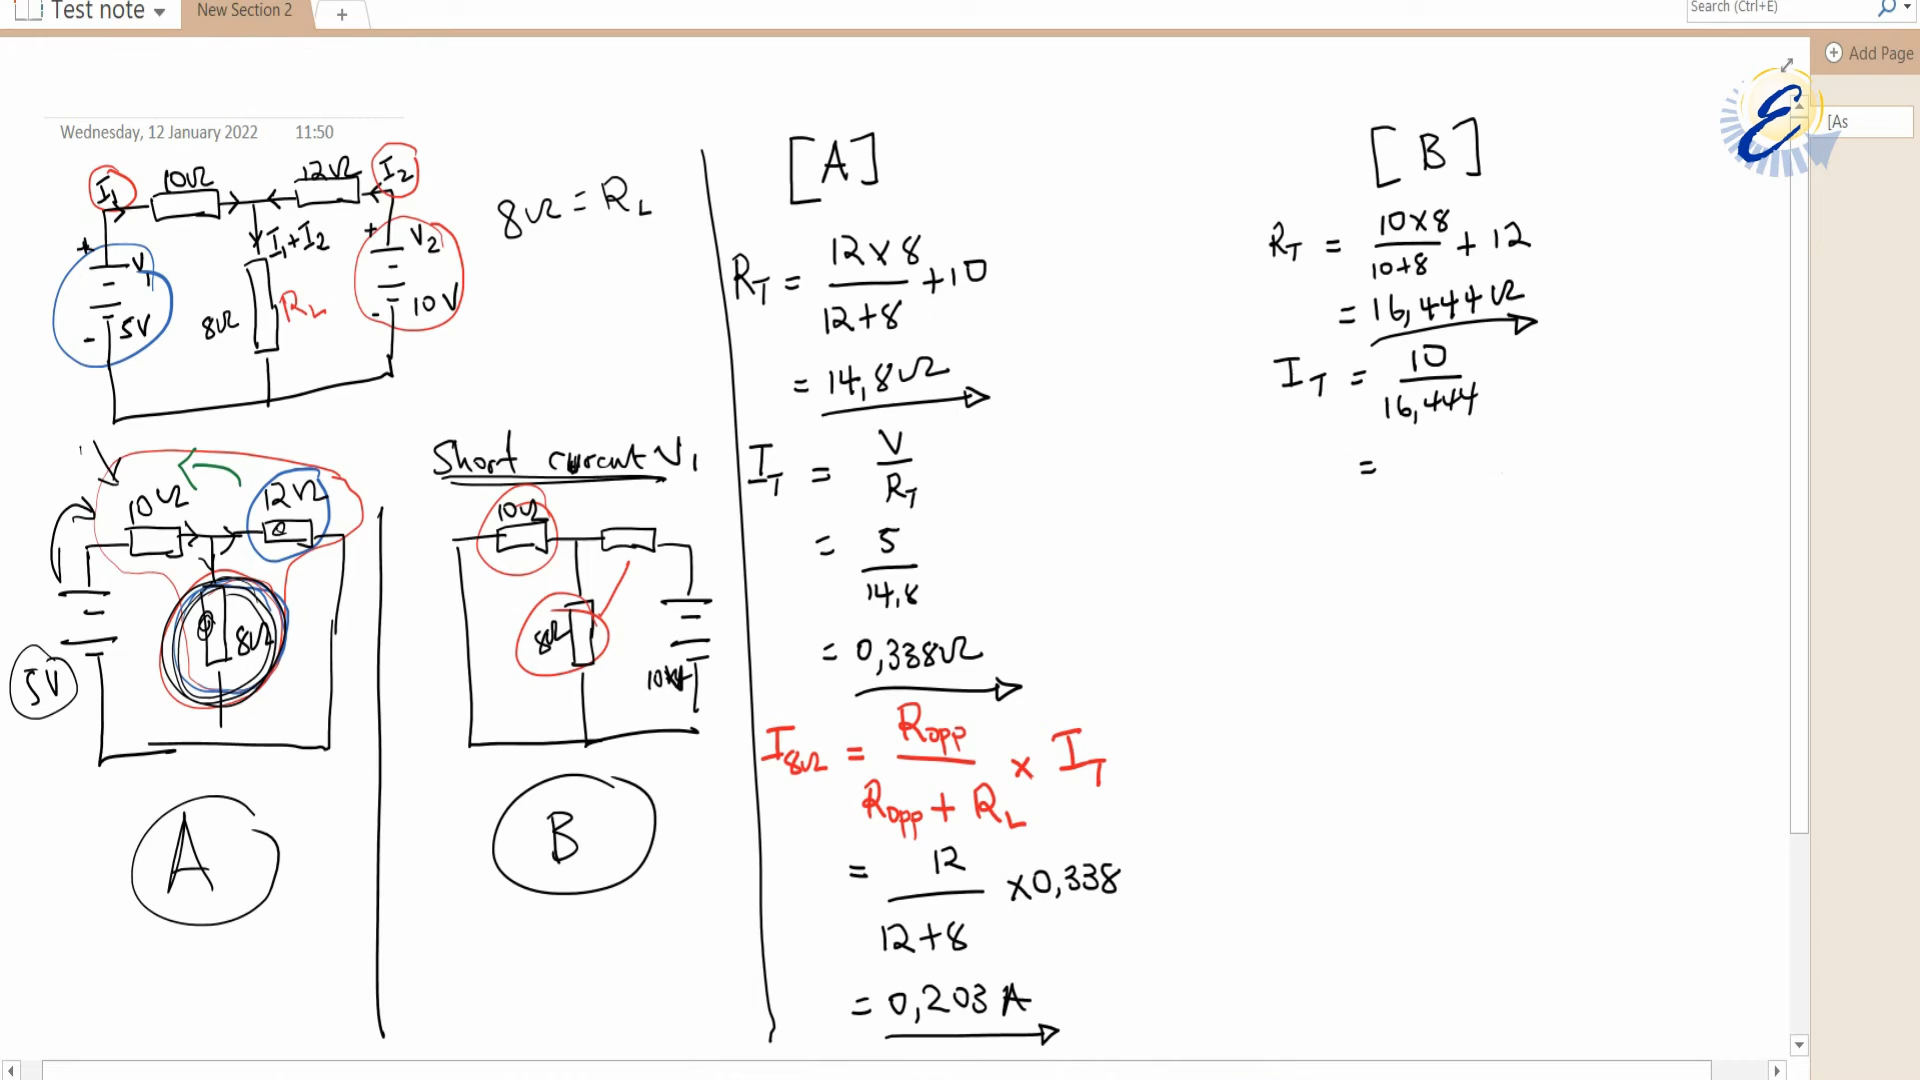 Test note
New Section 2
+
Search (Ctrl+E)
Add Page
[As
Wednesday, 12 January 2022 11:50
I1 10Ω 12Ω I2
+ V1 5V -
I1+I2
8Ω RL
+ V2 10V -
8Ω = RL
10Ω 12Ω
8Ω
5V
A
Short current V1
10Ω
8Ω
B
[A]
RT = 12×8 / 12+8 +10
= 14,8Ω
IT = V / RT
= 5 / 14,8
= 0,338Ω
I8Ω = Ropp / Ropp + RL × IT
= 12 / 12+8 ×0,338
= 0,203 A
[B]
RT = 10×8 / 10+8 + 12
= 16,444Ω
IT = 10 / 16,444
=